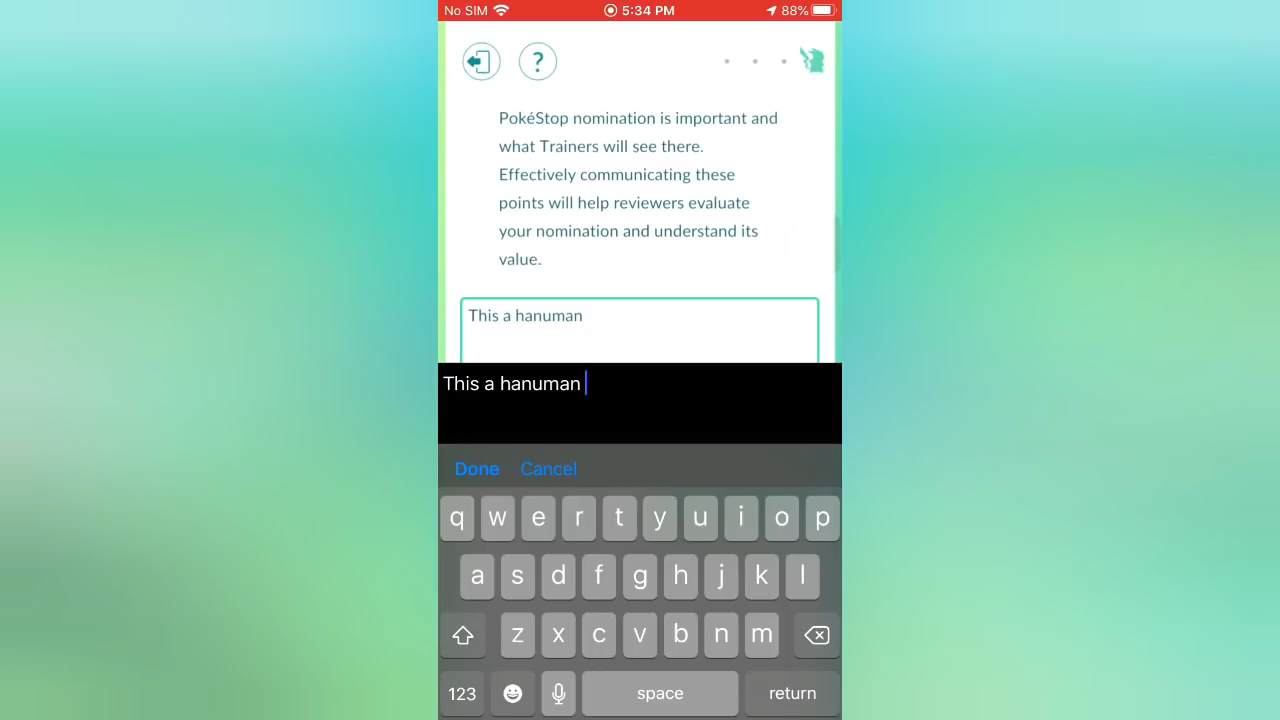 No SIM 5:34 PM 88%
?
PokéStop nomination is important and
what Trainers will see there.
Effectively communicating these
points will help reviewers evaluate
your nomination and understand its
value.
This a hanuman
This a hanuman
Done Cancel
q w e r t y u i o p
a s d f g h j k l
z x c v b n m
123 space return